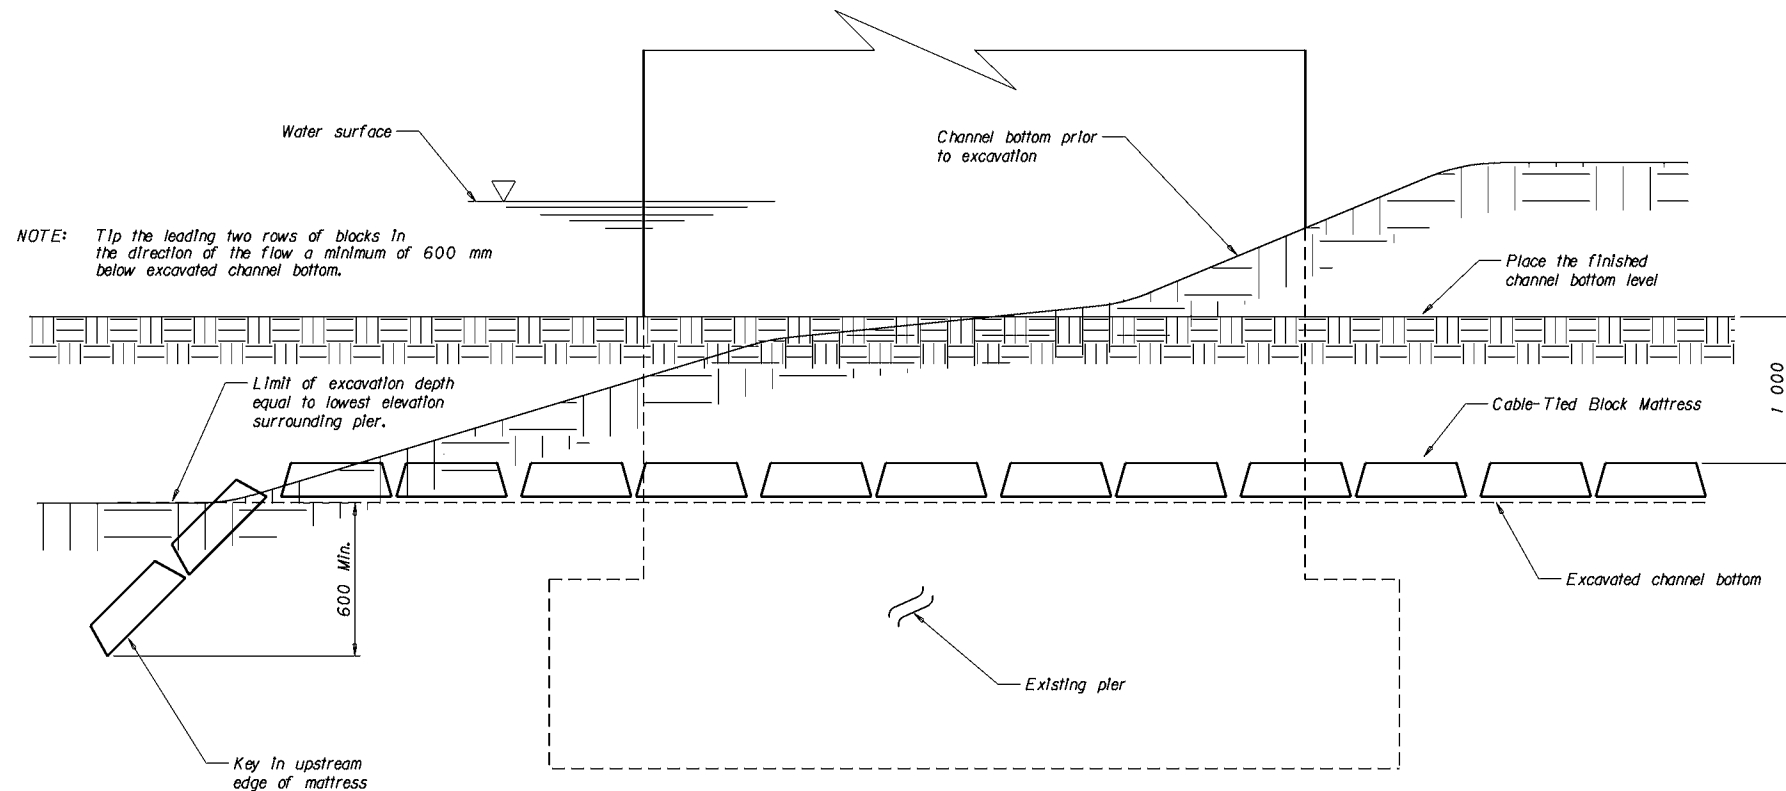 Water surface
Channel bottom prior
to excavation
NOTE: Tip the leading two rows of blocks in
the direction of the flow a minimum of 600 mm
below excavated channel bottom.
Place the finished
channel bottom level
Limit of excavation depth
equal to lowest elevation
surrounding pier.
1 000
Cable-Tied Block Mattress
600 Min.
Excavated channel bottom
Existing pier
Key in upstream
edge of mattress